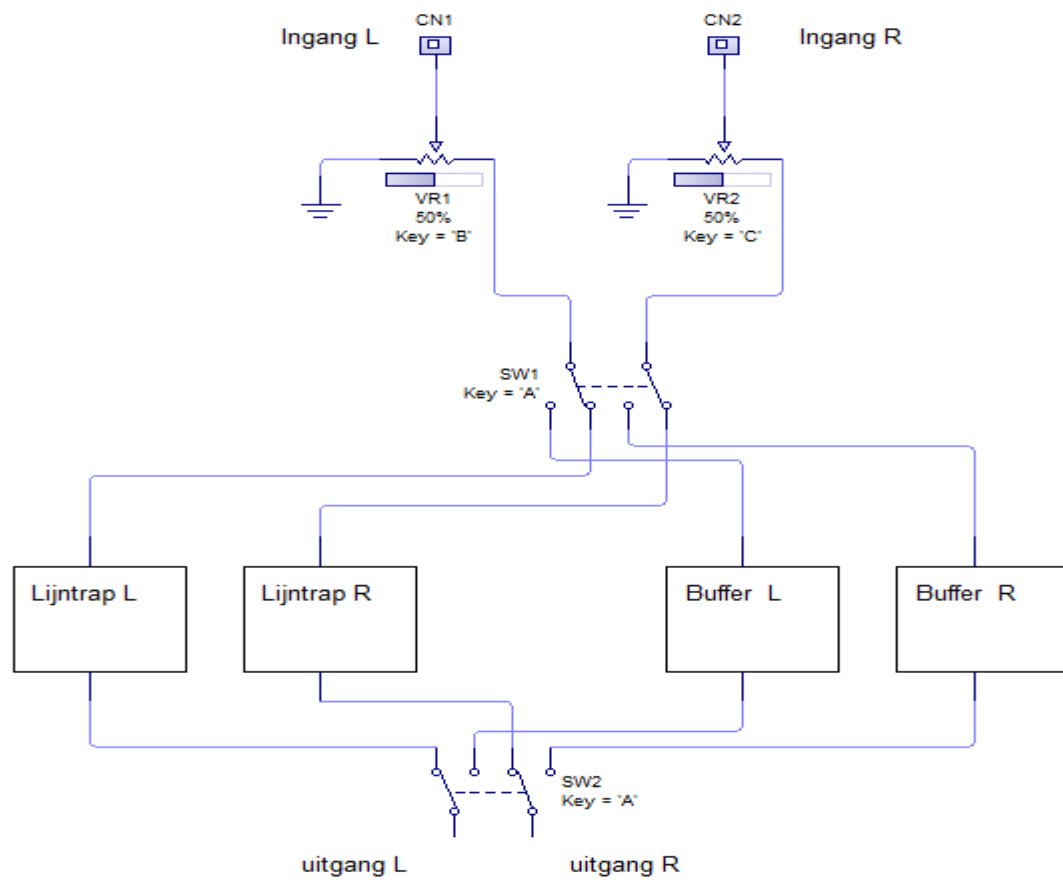 CN1
CN2
Ingang L
Ingang R
VR1
50%
Key = "B"
VR2
50%
Key = "C"
SW1
Key = "A"
Lijntrap L
Lijntrap R
Buffer L
Buffer R
SW2
Key = "A"
uitgang L
uitgang R